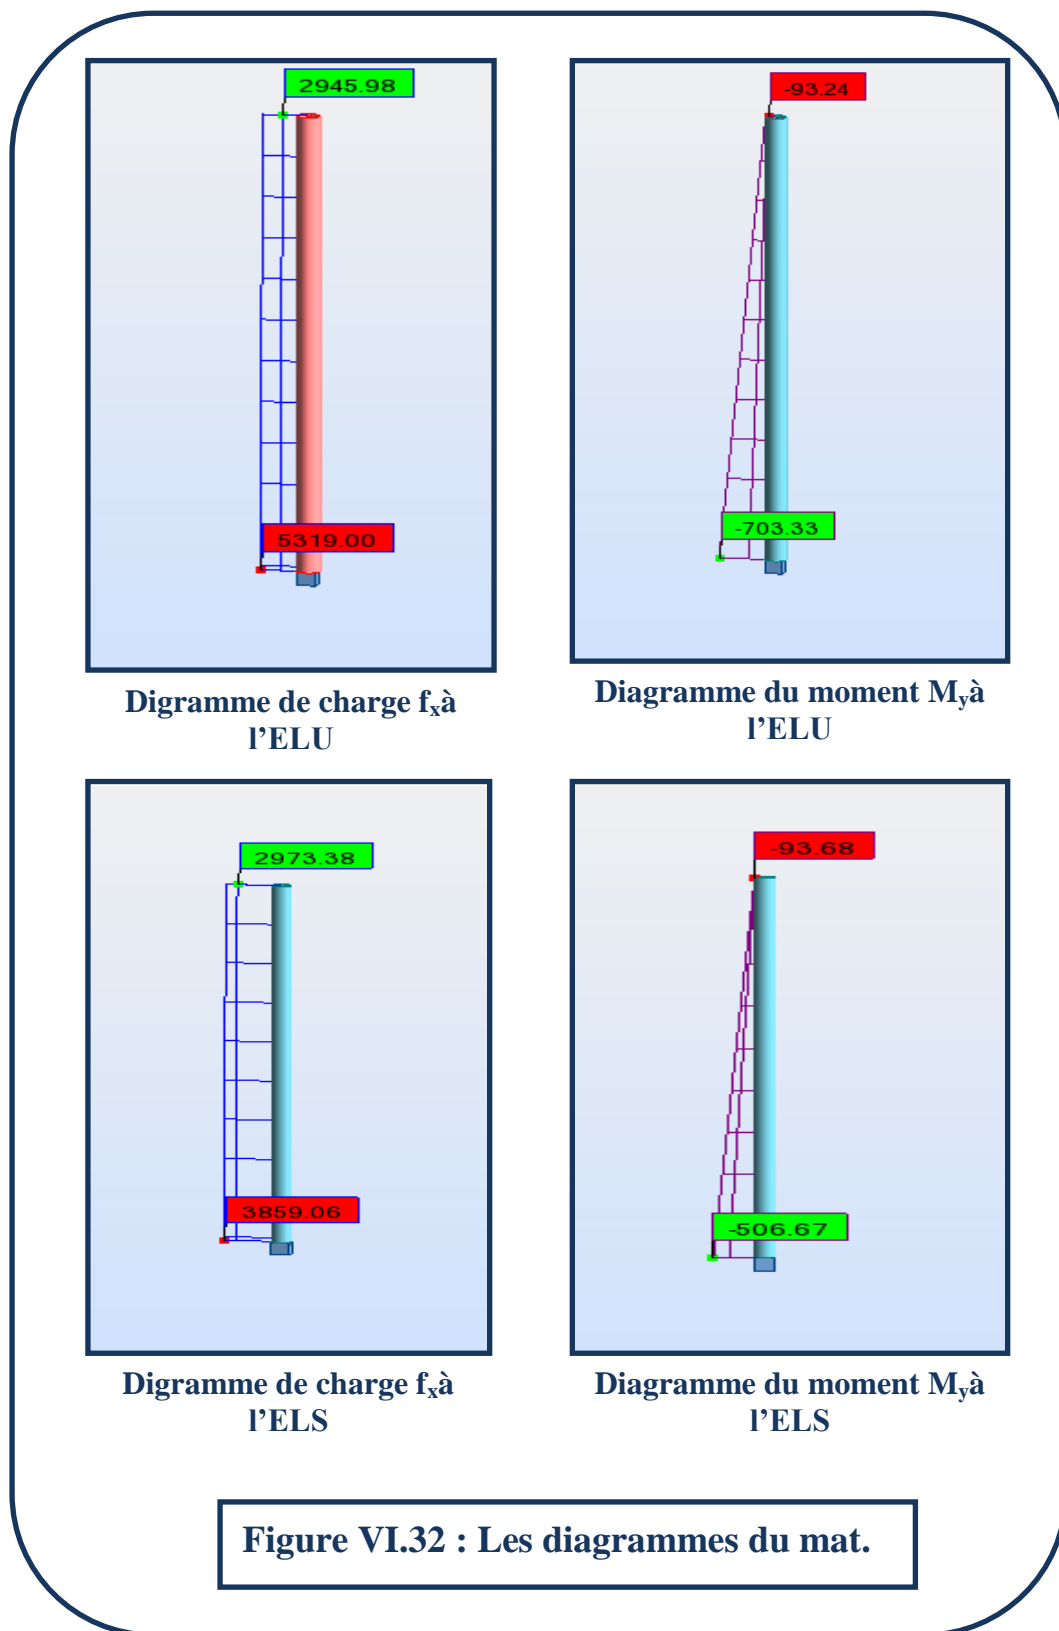 2945.98
5319.00
Digramme de charge fₓà
l’ELU
-93.24
-703.33
Diagramme du moment Mᵧà
l’ELU
2973.38
3859.06
Digramme de charge fₓà
l’ELS
-93.68
-506.67
Diagramme du moment Mᵧà
l’ELS
Figure VI.32 : Les diagrammes du mat.